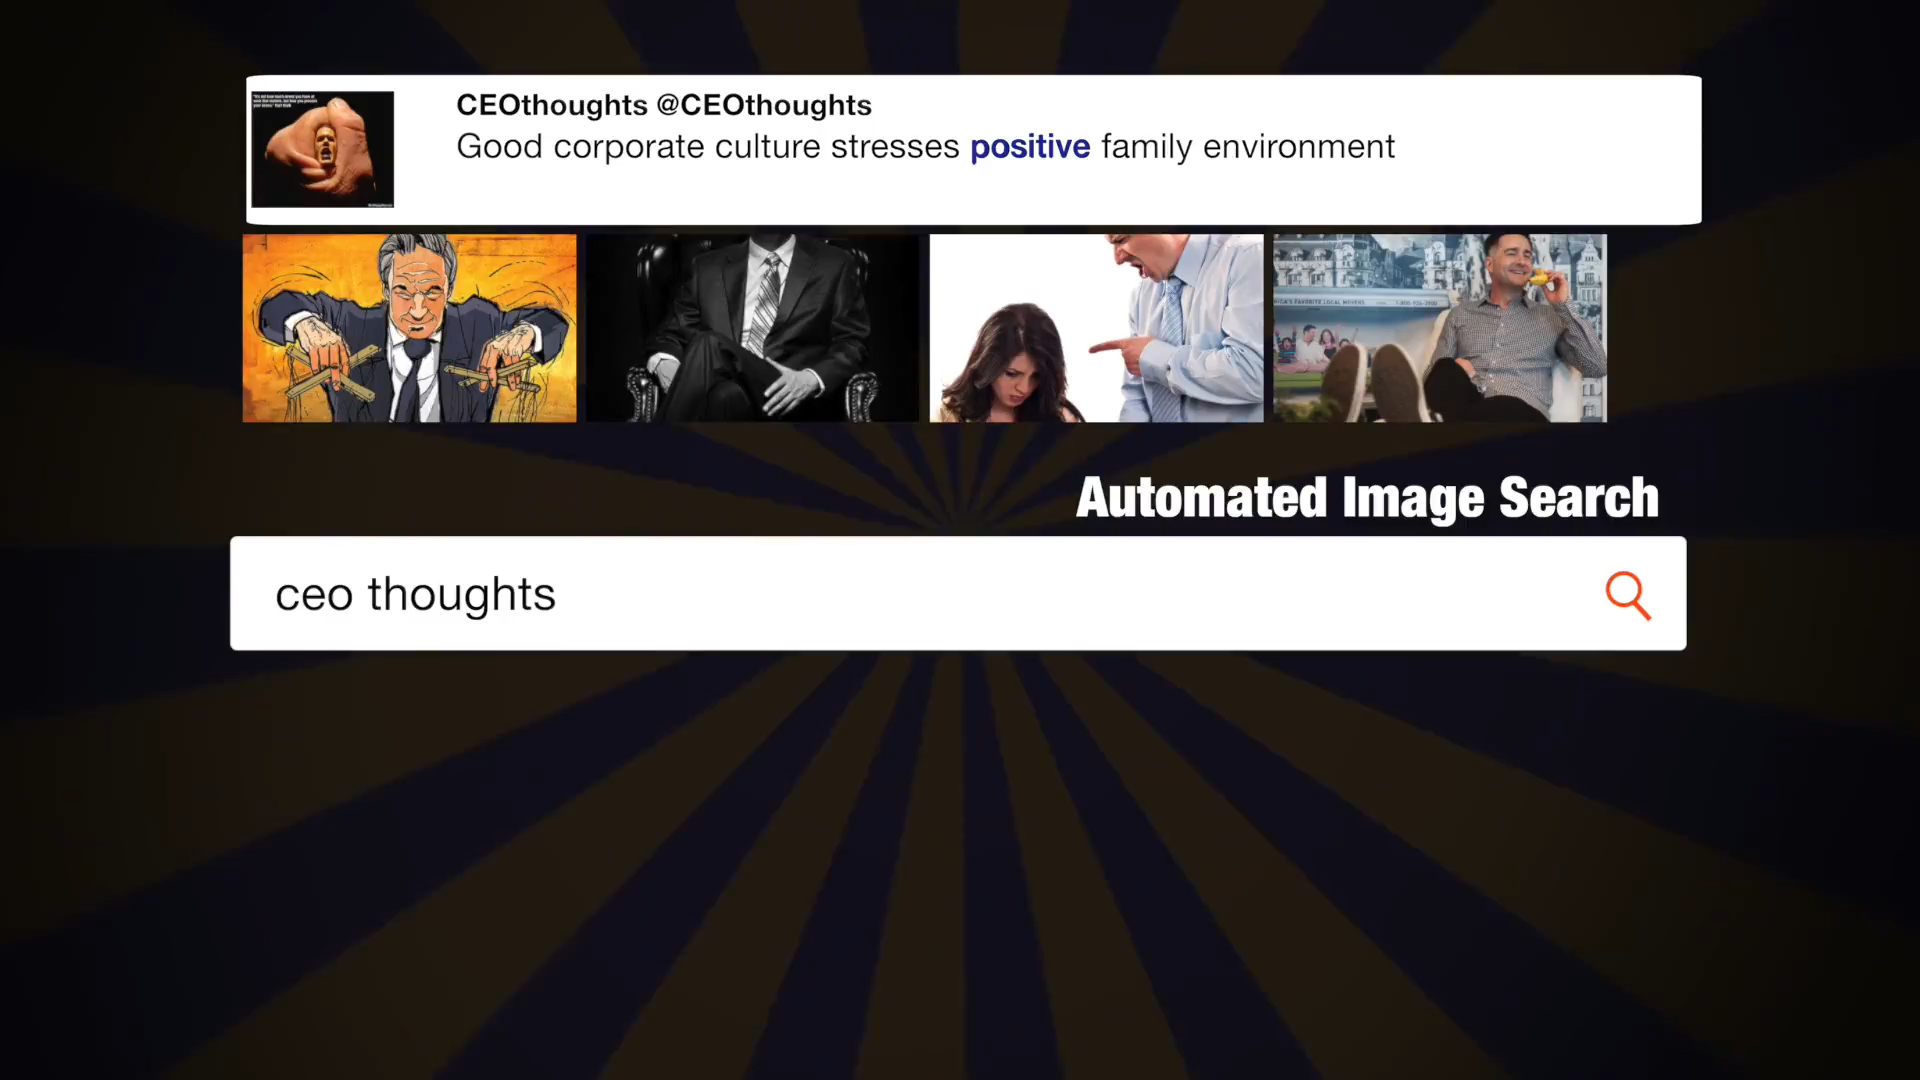 CEOthoughts @CEOthoughts
Good corporate culture stresses positive family environment
Automated Image Search
ceo thoughts